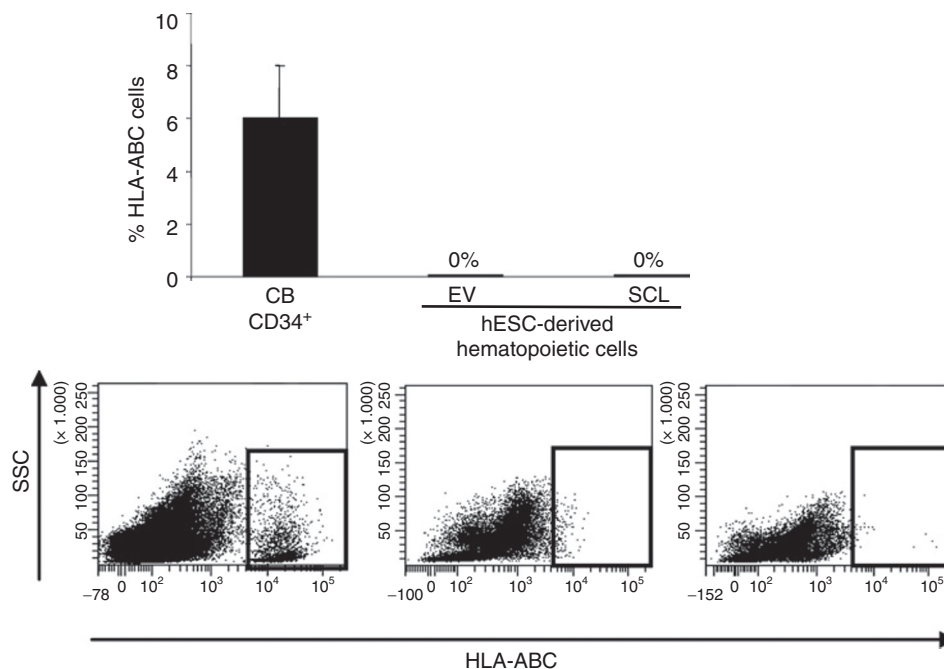 10
8
6
4
2
0
% HLA-ABC cells
0%
0%
CB
CD34⁺
EV
SCL
hESC-derived
hematopoietic cells
SSC
(× 1.000)
250
200
150
100
50
−78 0 10² 10³ 10⁴ 10⁵
(× 1.000)
250
200
150
100
50
−100 0 10² 10³ 10⁴ 10⁵
(× 1.000)
250
200
150
100
50
−152 0 10² 10³ 10⁴ 10⁵
HLA-ABC